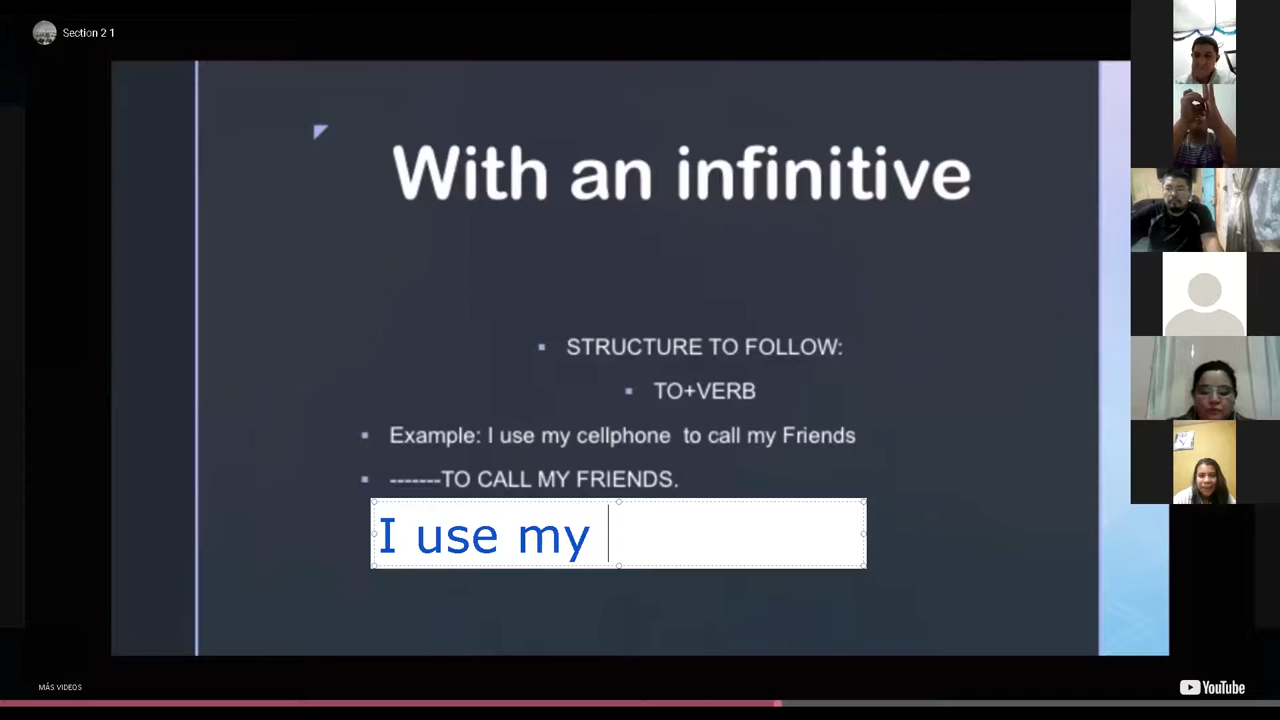 Section 2 1
With an infinitive
STRUCTURE TO FOLLOW:
TO+VERB
Example: I use my cellphone  to call my Friends
-------TO CALL MY FRIENDS.
I use my
MÁS VIDEOS
YouTube